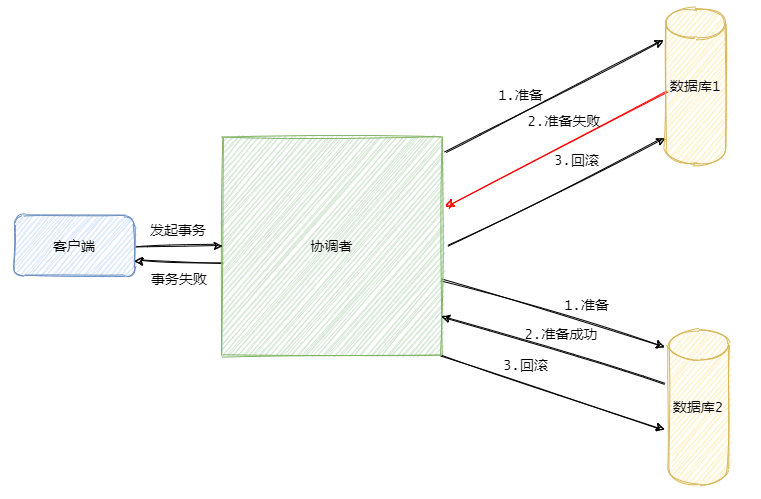 数据库1
1.准备
2.准备失败
3.回滚
发起事务
客户端
协调者
事务失败
1.准备
2.准备成功
3.回滚
数据库2